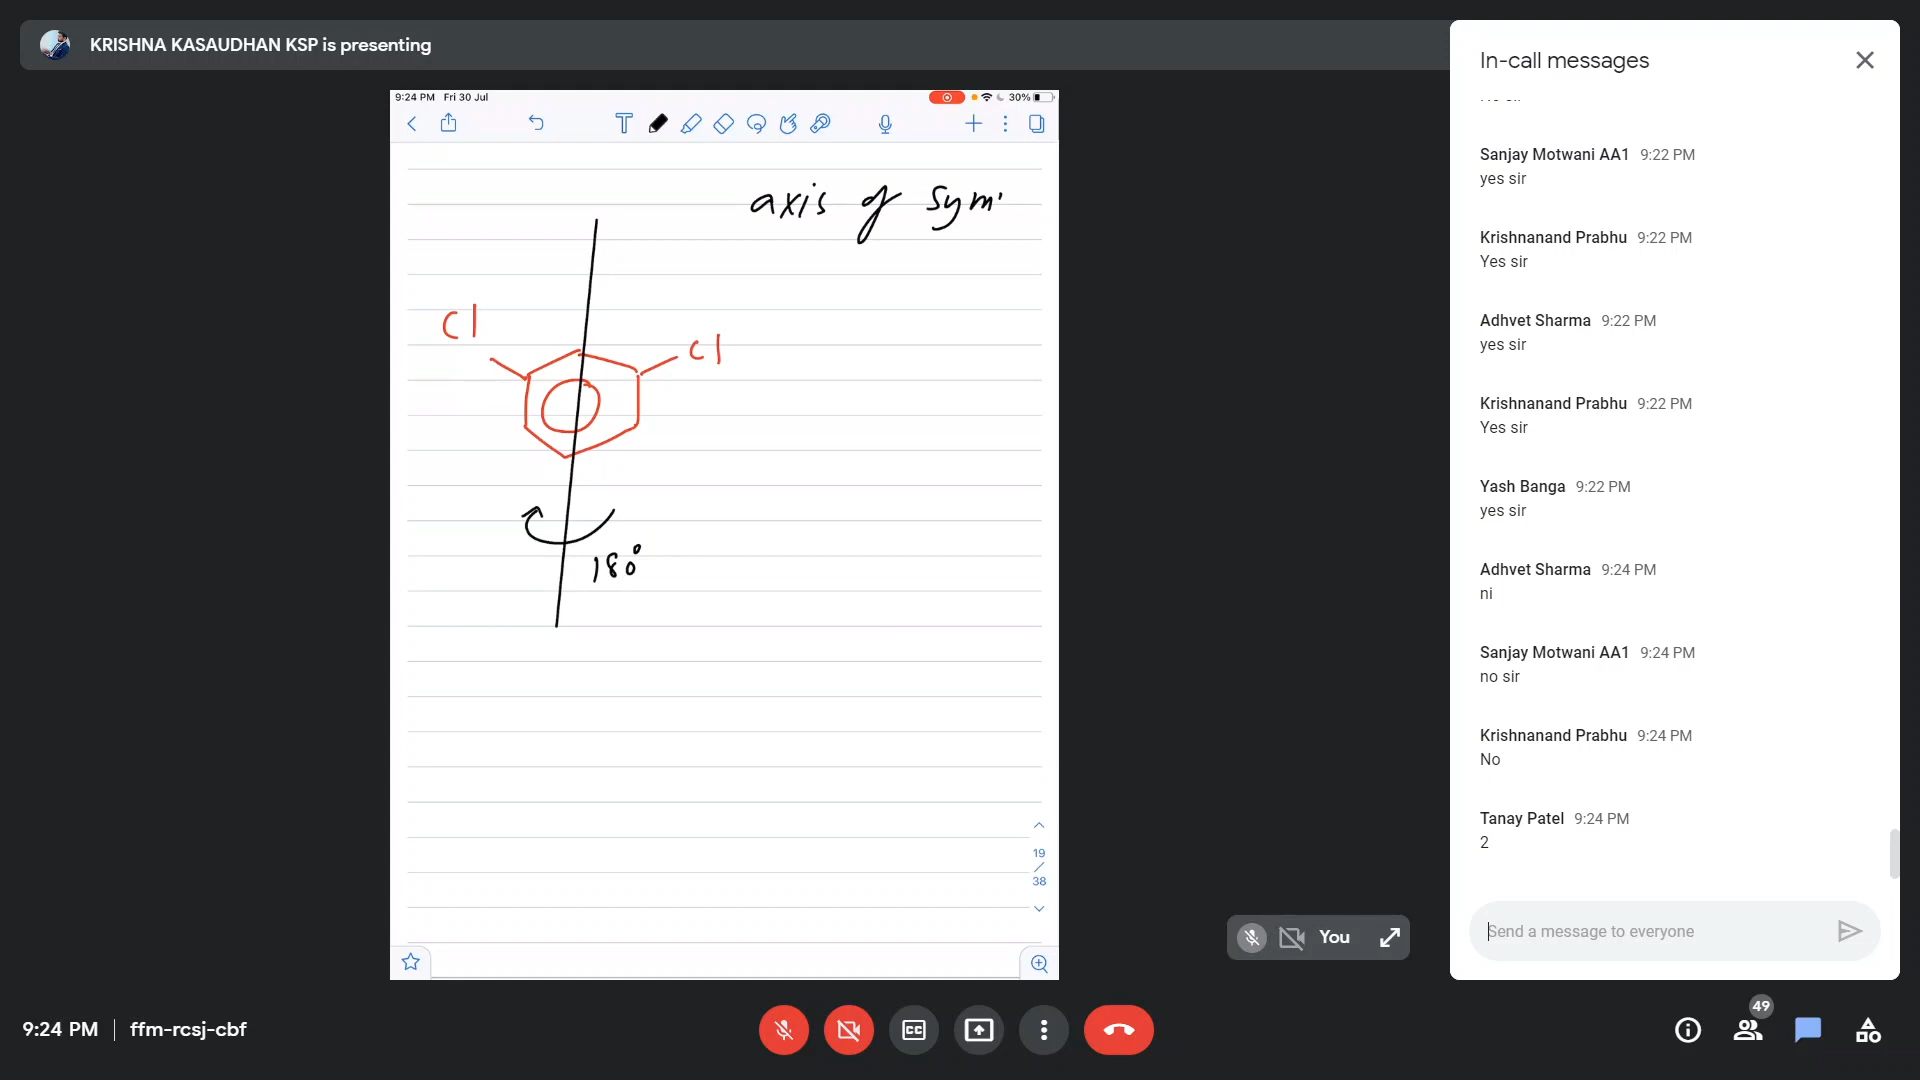 KRISHNA KASAUDHAN KSP is presenting
9:24 PM Fri 30 Jul
30%
axis of sym.
Cl
Cl
180°
19
38
In-call messages
Sanjay Motwani AA1 9:22 PM
yes sir
Krishnanand Prabhu 9:22 PM
Yes sir
Adhvet Sharma 9:22 PM
yes sir
Krishnanand Prabhu 9:22 PM
Yes sir
Yash Banga 9:22 PM
yes sir
Adhvet Sharma 9:24 PM
ni
Sanjay Motwani AA1 9:24 PM
no sir
Krishnanand Prabhu 9:24 PM
No
Tanay Patel 9:24 PM
2
Send a message to everyone
You
9:24 PM | ffm-rcsj-cbf
CC
49